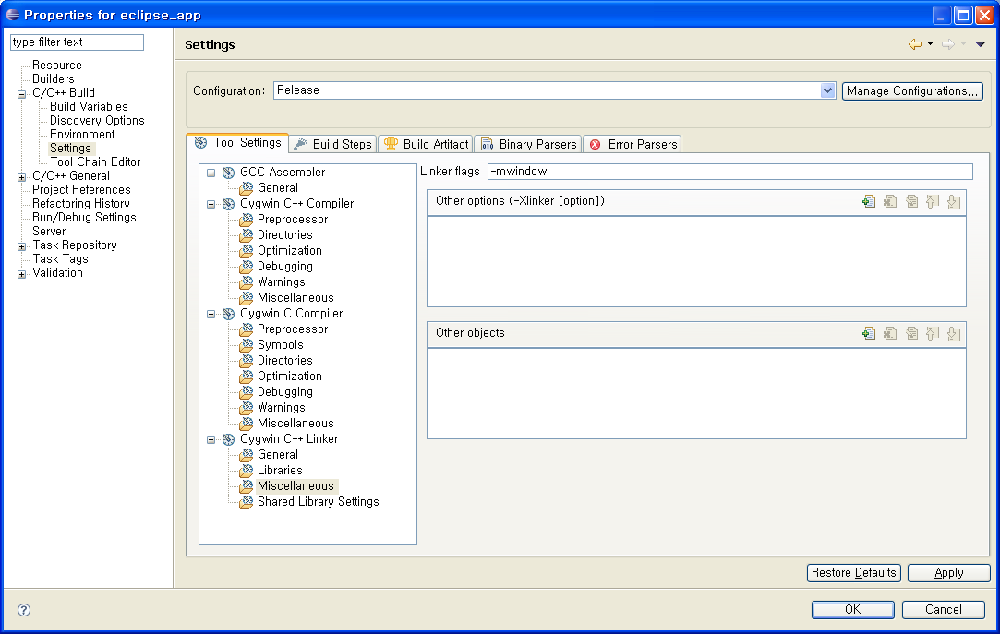 Properties for eclipse_app
type filter text
Resource
Builders
C/C++ Build
Build Variables
Discovery Options
Environment
Settings
Tool Chain Editor
C/C++ General
Project References
Refactoring History
Run/Debug Settings
Server
Task Repository
Task Tags
Validation
Settings
Configuration: Release Manage Configurations...
Tool Settings Build Steps Build Artifact Binary Parsers Error Parsers
GCC Assembler
General
Cygwin C++ Compiler
Preprocessor
Directories
Optimization
Debugging
Warnings
Miscellaneous
Cygwin C Compiler
Preprocessor
Symbols
Directories
Optimization
Debugging
Warnings
Miscellaneous
Cygwin C++ Linker
General
Libraries
Miscellaneous
Shared Library Settings
Linker flags -mwindow
Other options (-Xlinker [option])
Other objects
Restore Defaults Apply
OK Cancel